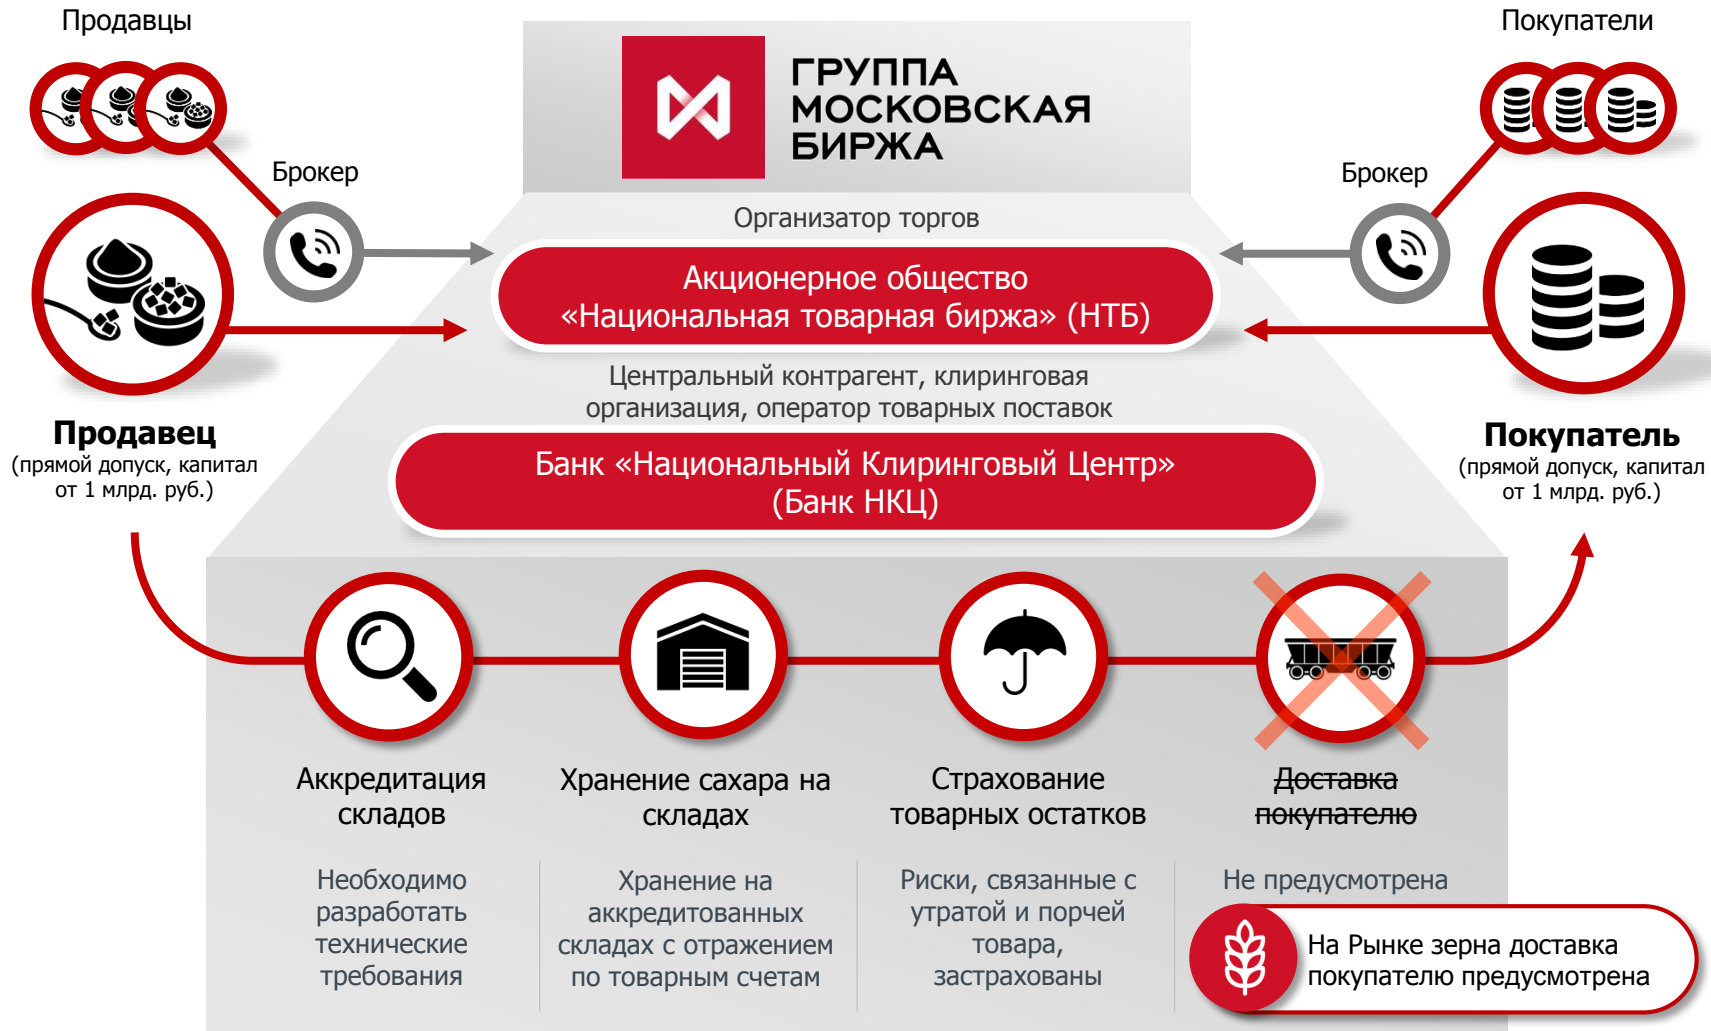 Продавцы
Покупатели
ГРУППА
МОСКОВСКАЯ
БИРЖА
Брокер
Брокер
Организатор торгов
Акционерное общество
«Национальная товарная биржа» (НТБ)
Центральный контрагент, клиринговая
организация, оператор товарных поставок
Продавец
(прямой допуск, капитал
от 1 млрд. руб.)
Банк «Национальный Клиринговый Центр»
(Банк НКЦ)
Покупатель
(прямой допуск, капитал
от 1 млрд. руб.)
Аккредитация
складов
Хранение сахара на
складах
Страхование
товарных остатков
Доставка
покупателю
Необходимо
разработать
технические
требования
Хранение на
аккредитованных
складах с отражением
по товарным счетам
Риски, связанные с
утратой и порчей
товара,
застрахованы
Не предусмотрена
На Рынке зерна доставка
покупателю предусмотрена